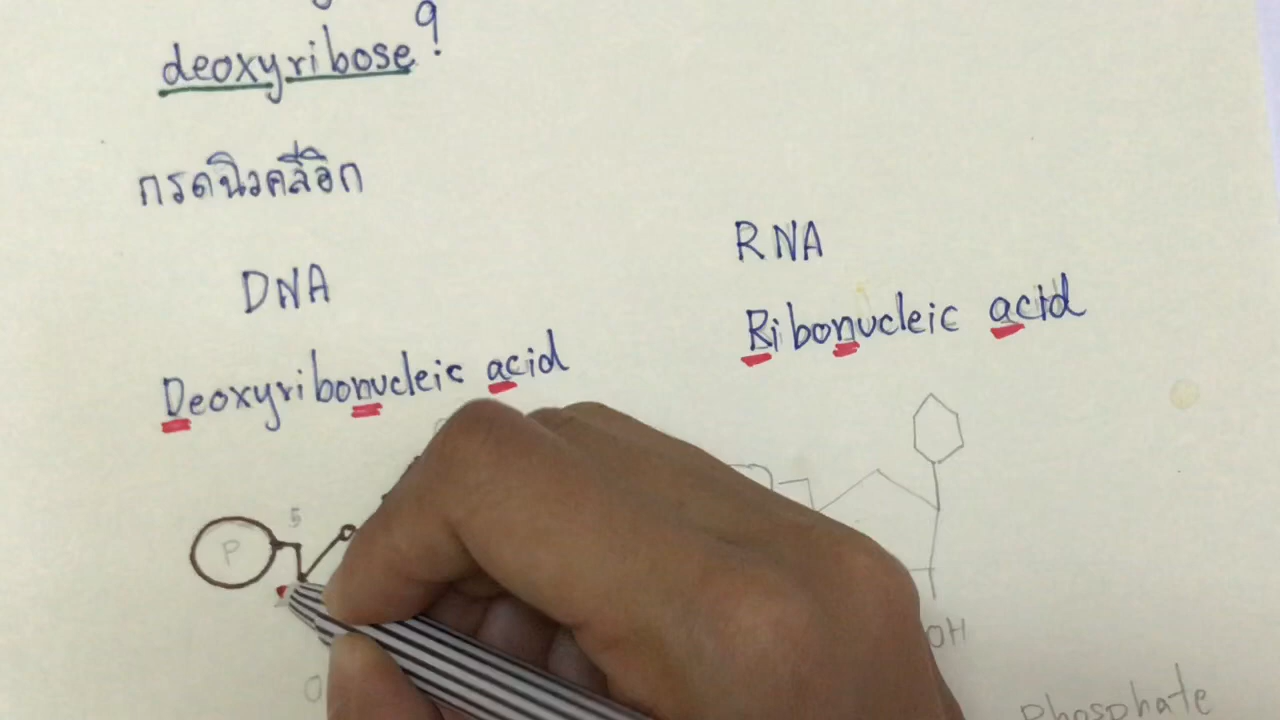 deoxyribose?
กรดนิวคลีอิก
DNA
RNA
Deoxyribonucleic acid
Ribonucleic acid
5
P
OH
Phosphate